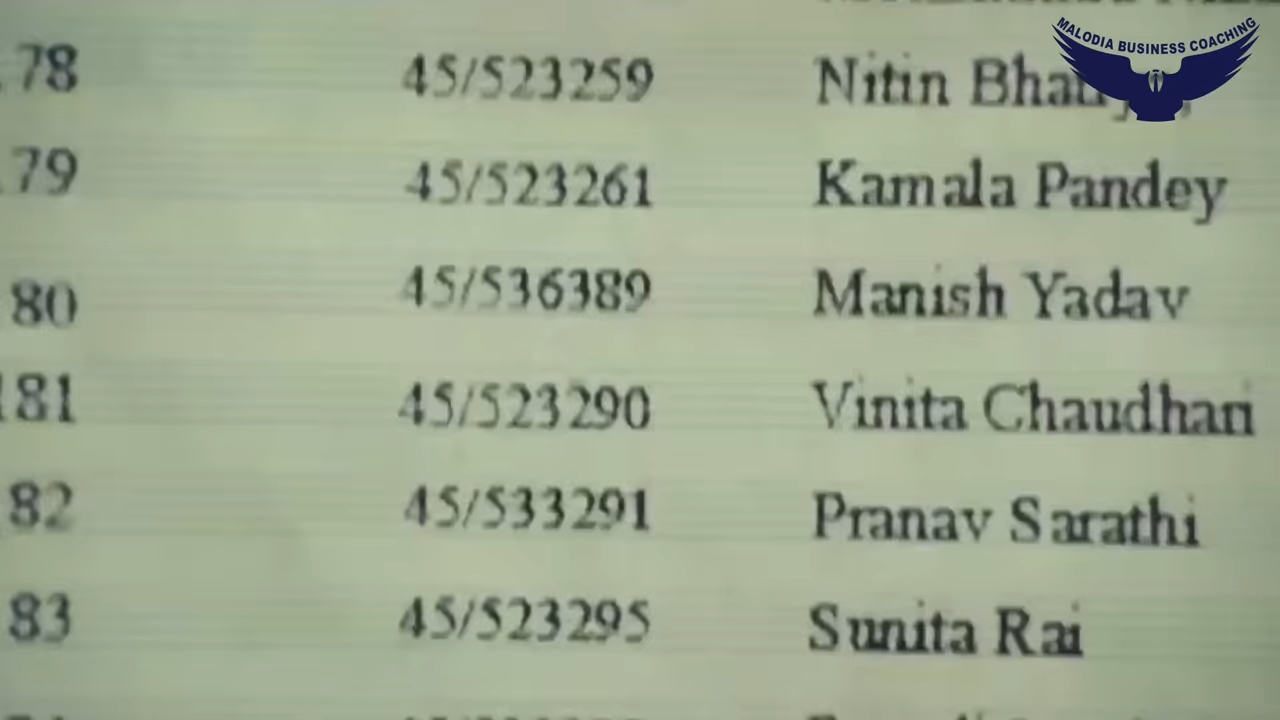 MALODIA BUSINESS COACHING
78 45/523259 Nitin
79 45/523261 Kamala Pandey
80 45/536389 Manish Yadav
181 45/523290 Vinita Chaudhari
82 45/533291 Pranav Sarathi
83 45/523295 Sunita Rai